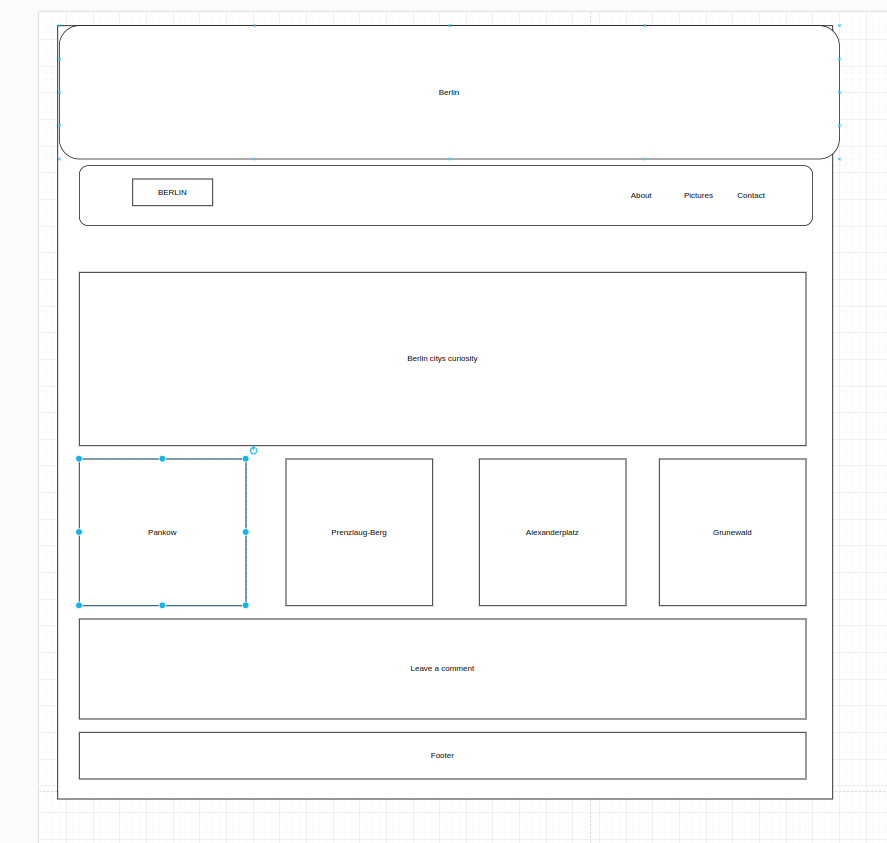 Berlin
BERLIN
About
Pictures
Contact
Berlin citys curiosity
Pankow
Prenzlaug-Berg
Alexanderplatz
Grunewald
Leave a comment
Footer